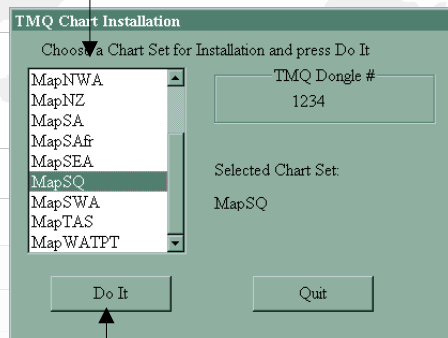 TMQ Chart Installation
Choose a Chart Set for Installation and press Do It
MapNWA
MapNZ
MapSA
MapSAfr
MapSEA
MapSQ
MapSWA
MapTAS
MapWATPT
TMQ Dongle #
1234
Selected Chart Set:
MapSQ
Do It
Quit